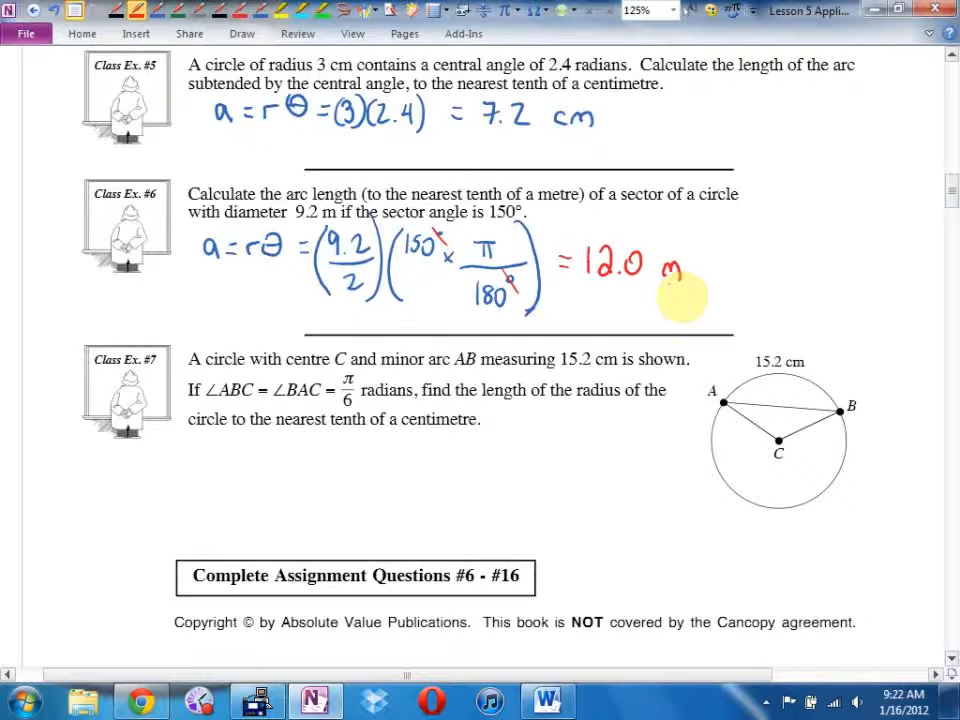 125%
Lesson 5 Appli...
File Home Insert Share Draw Review View Pages Add-Ins
Class Ex. #5
A circle of radius 3 cm contains a central angle of 2.4 radians. Calculate the length of the arc
subtended by the central angle, to the nearest tenth of a centimetre.
a = rθ = (3)(2.4) = 7.2 cm
Class Ex. #6
Calculate the arc length (to the nearest tenth of a metre) of a sector of a circle
with diameter 9.2 m if the sector angle is 150°.
a = rθ = (9.2/2)(150° x π/180°) = 12.0 m
Class Ex. #7
A circle with centre C and minor arc AB measuring 15.2 cm is shown.
If ∠ABC = ∠BAC = π/6 radians, find the length of the radius of the
circle to the nearest tenth of a centimetre.
15.2 cm
A
B
C
Complete Assignment Questions #6 - #16
Copyright © by Absolute Value Publications. This book is NOT covered by the Cancopy agreement.
9:22 AM
1/16/2012